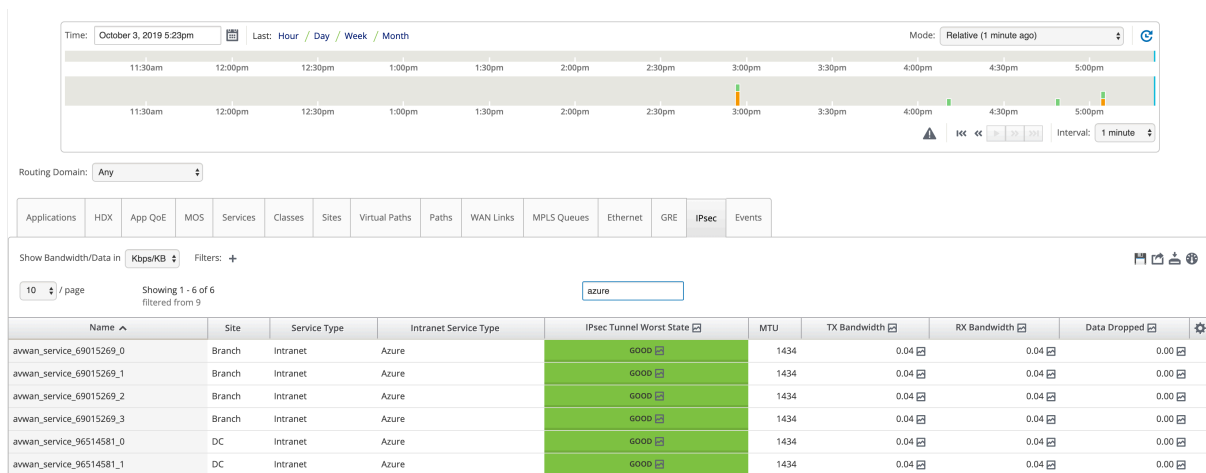 Time: October 3, 2019 5:23pm Last: Hour / Day / Week / Month Mode: Relative (1 minute ago)
11:30am 12:00pm 12:30pm 1:00pm 1:30pm 2:00pm 2:30pm 3:00pm 3:30pm 4:00pm 4:30pm 5:00pm
11:30am 12:00pm 12:30pm 1:00pm 1:30pm 2:00pm 2:30pm 3:00pm 3:30pm 4:00pm 4:30pm 5:00pm
Interval: 1 minute
Routing Domain: Any
Applications HDX App QoE MOS Services Classes Sites Virtual Paths Paths WAN Links MPLS Queues Ethernet GRE IPsec Events
Show Bandwidth/Data in Kbps/KB Filters: +
10 / page Showing 1 - 6 of 6 azure
filtered from 9
Name Site Service Type Intranet Service Type IPsec Tunnel Worst State MTU TX Bandwidth RX Bandwidth Data Dropped
avwan_service_69015269_0 Branch Intranet Azure GOOD 1434 0.04 0.04 0.00
avwan_service_69015269_1 Branch Intranet Azure GOOD 1434 0.04 0.04 0.00
avwan_service_69015269_2 Branch Intranet Azure GOOD 1434 0.04 0.04 0.00
avwan_service_69015269_3 Branch Intranet Azure GOOD 1434 0.04 0.04 0.00
avwan_service_96514581_0 DC Intranet Azure GOOD 1434 0.04 0.04 0.00
avwan_service_96514581_1 DC Intranet Azure GOOD 1434 0.04 0.04 0.00